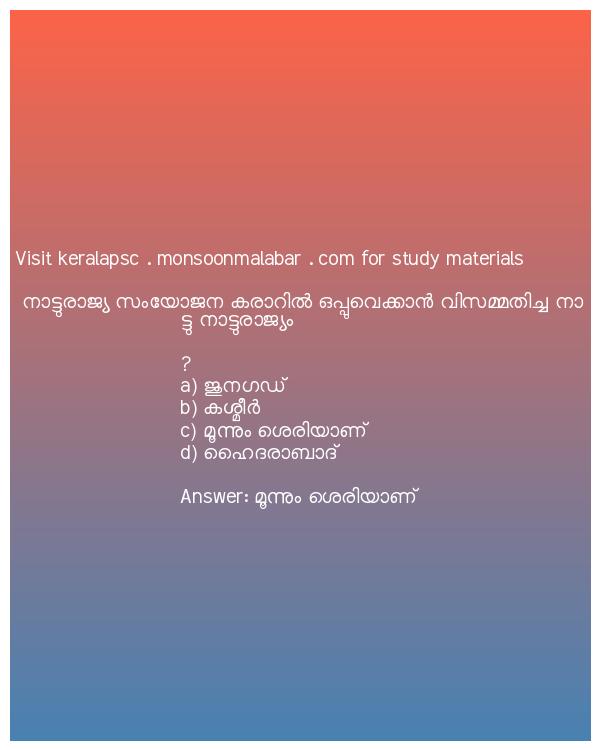 Visit keralapsc . monsoonmalabar . com for study materials
നാട്ടുരാജ്യ സംയോജന കരാറിൽ ഒപ്പുവെക്കാൻ വിസമ്മതിച്ച നാ
ട്ടു നാട്ടുരാജ്യം
?
a) ജുനഗഡ്
b) കശ്മീർ
c) മൂന്നും ശെരിയാണ്
d) ഹൈദരാബാദ്
Answer: മൂന്നും ശെരിയാണ്